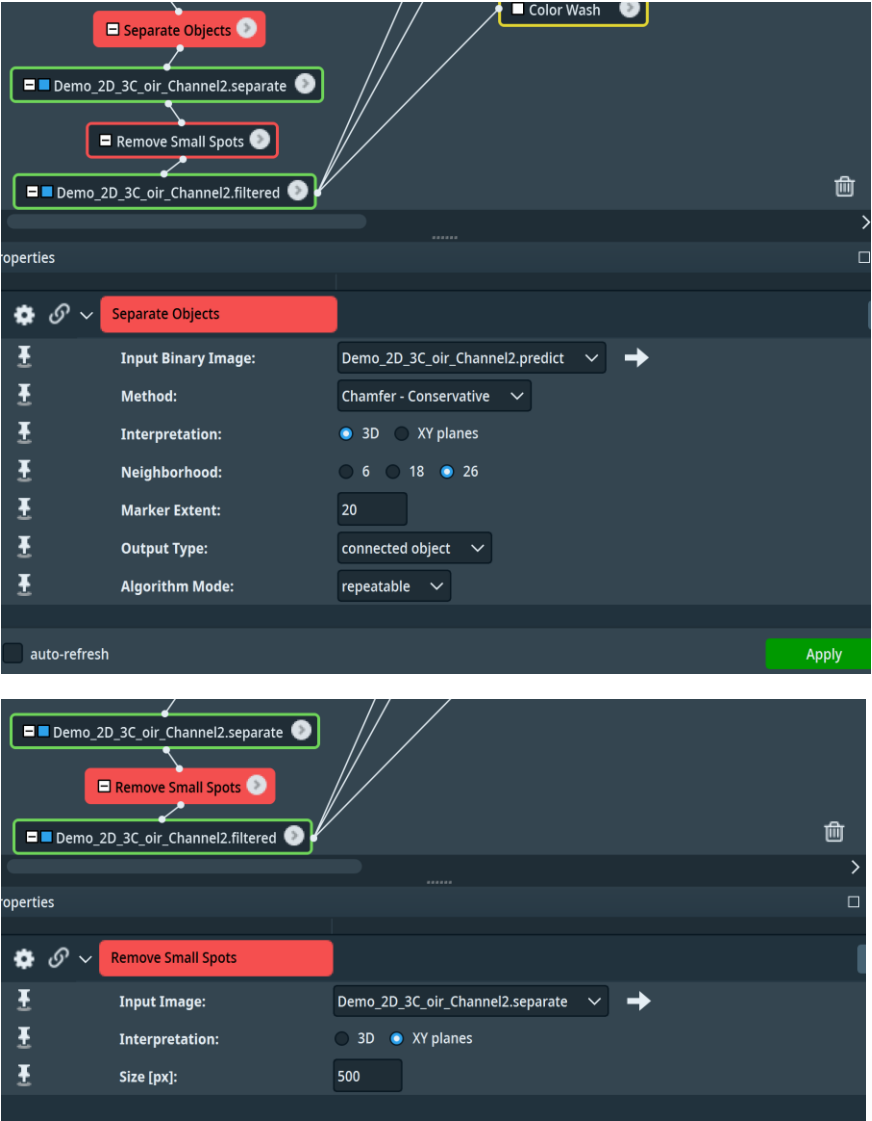 Color Wash
Separate Objects
Demo_2D_3C_oir_Channel2.separate
Remove Small Spots
Demo_2D_3C_oir_Channel2.filtered
roperties
Separate Objects
Input Binary Image: Demo_2D_3C_oir_Channel2.predict
Method: Chamfer - Conservative
Interpretation: 3D XY planes
Neighborhood: 6 18 26
Marker Extent: 20
Output Type: connected object
Algorithm Mode: repeatable
auto-refresh Apply
Demo_2D_3C_oir_Channel2.separate
Remove Small Spots
Demo_2D_3C_oir_Channel2.filtered
roperties
Remove Small Spots
Input Image: Demo_2D_3C_oir_Channel2.separate
Interpretation: 3D XY planes
Size [px]: 500